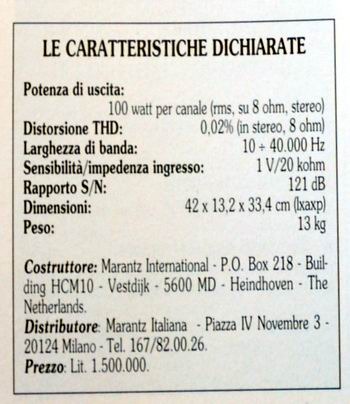 LE CARATTERISTICHE DICHIARATE
Potenza di uscita:
100 watt per canale (rms, su 8 ohm, stereo)
Distorsione THD: 0,02% (in stereo, 8 ohm)
Larghezza di banda: 10 ÷ 40.000 Hz
Sensibilità/impedenza ingresso: 1 V/20 kohm
Rapporto S/N: 121 dB
Dimensioni: 42 x 13,2 x 33,4 cm (lxaxp)
Peso: 13 kg
Costruttore: Marantz International - P.O. Box 218 - Buil-
ding HCM10 - Vestdijk - 5600 MD - Heindhoven - The
Netherlands.
Distributore: Marantz Italiana - Piazza IV Novembre 3 -
20124 Milano - Tel. 167/82.00.26.
Prezzo: Lit. 1.500.000.